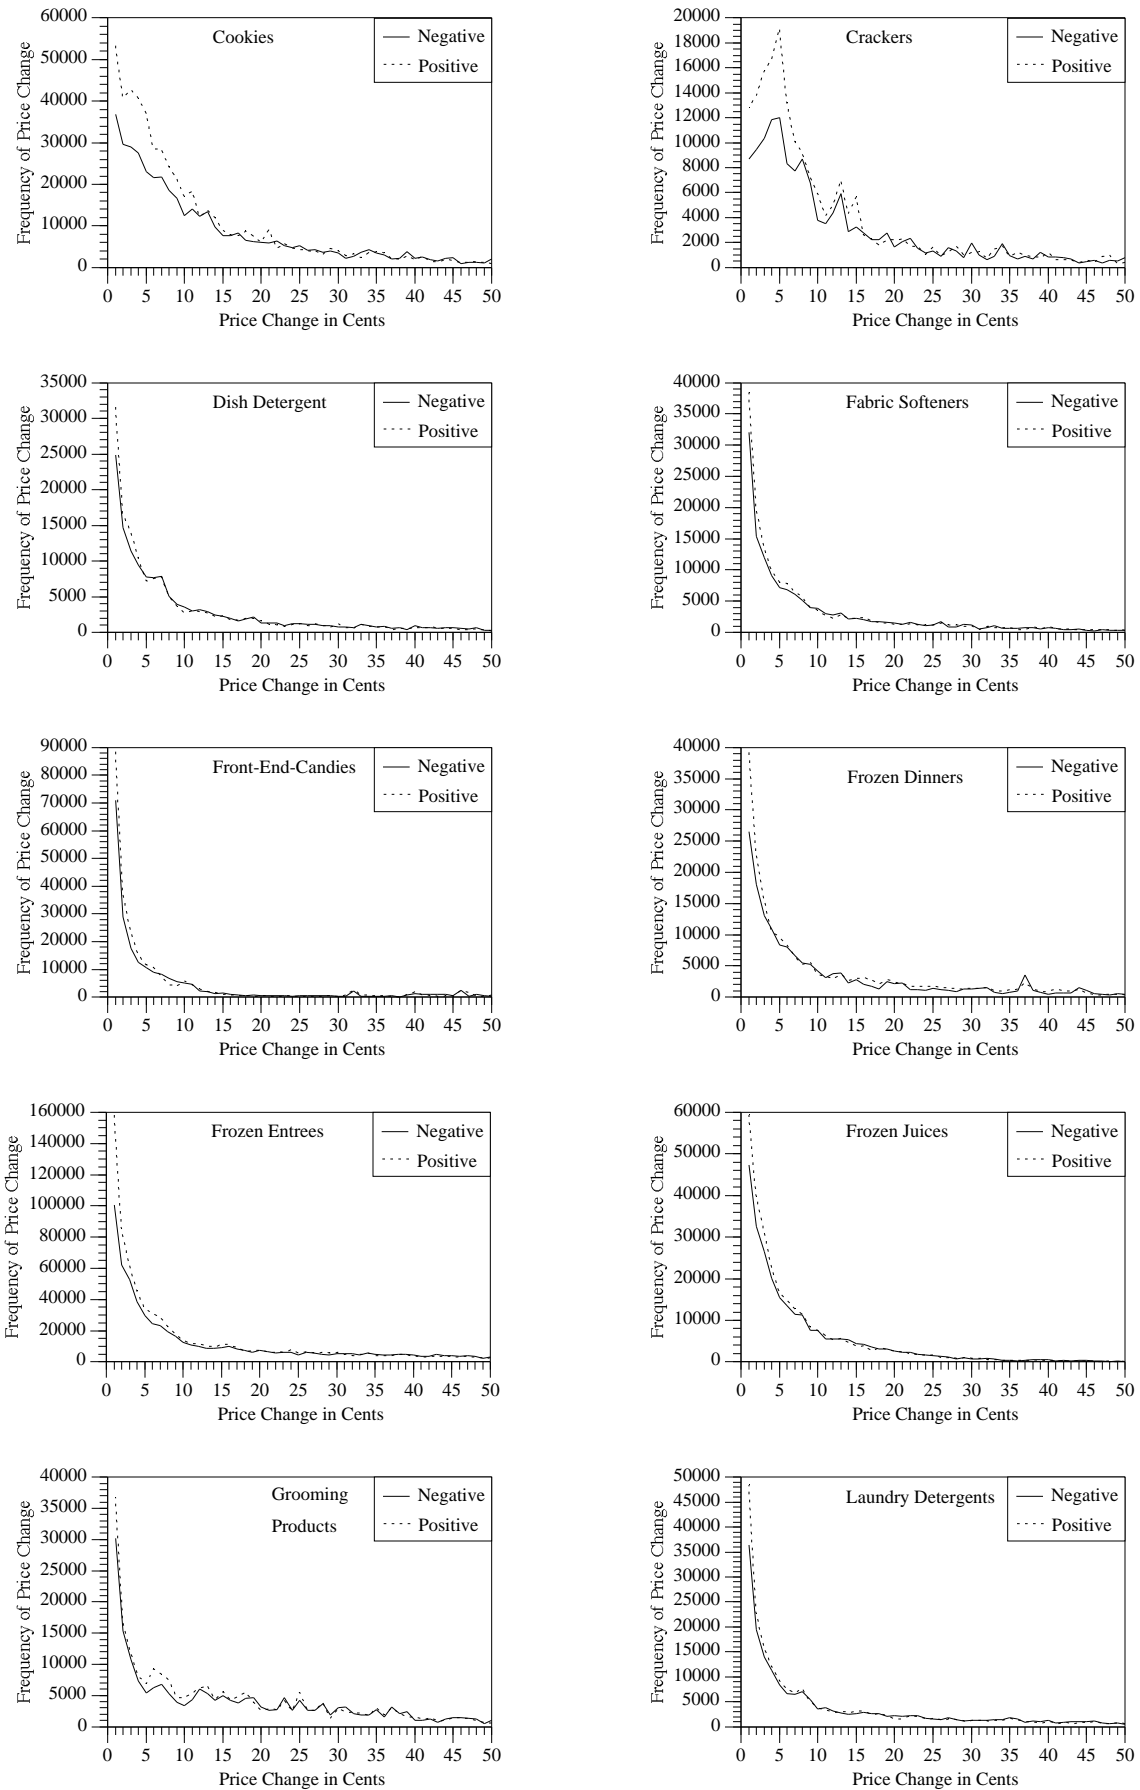 60000
50000
40000
30000
20000
10000
0
Frequency of Price Change
Cookies
Negative
Positive
0 5 10 15 20 25 30 35 40 45 50
Price Change in Cents
20000
18000
16000
14000
12000
10000
8000
6000
4000
2000
0
Frequency of Price Change
Crackers
Negative
Positive
0 5 10 15 20 25 30 35 40 45 50
Price Change in Cents
35000
30000
25000
20000
15000
10000
5000
0
Frequency of Price Change
Dish Detergent
Negative
Positive
0 5 10 15 20 25 30 35 40 45 50
Price Change in Cents
40000
35000
30000
25000
20000
15000
10000
5000
0
Frequency of Price Change
Fabric Softeners
Negative
Positive
0 5 10 15 20 25 30 35 40 45 50
Price Change in Cents
90000
80000
70000
60000
50000
40000
30000
20000
10000
0
Frequency of Price Change
Front-End-Candies
Negative
Positive
0 5 10 15 20 25 30 35 40 45 50
Price Change in Cents
40000
35000
30000
25000
20000
15000
10000
5000
0
Frequency of Price Change
Frozen Dinners
Negative
Positive
0 5 10 15 20 25 30 35 40 45 50
Price Change in Cents
160000
140000
120000
100000
80000
60000
40000
20000
0
Frequency of Price Change
Frozen Entrees
Negative
Positive
0 5 10 15 20 25 30 35 40 45 50
Price Change in Cents
60000
50000
40000
30000
20000
10000
0
Frequency of Price Change
Frozen Juices
Negative
Positive
0 5 10 15 20 25 30 35 40 45 50
Price Change in Cents
40000
35000
30000
25000
20000
15000
10000
5000
0
Frequency of Price Change
Grooming
Products
Negative
Positive
0 5 10 15 20 25 30 35 40 45 50
Price Change in Cents
50000
45000
40000
35000
30000
25000
20000
15000
10000
5000
0
Frequency of Price Change
Laundry Detergents
Negative
Positive
0 5 10 15 20 25 30 35 40 45 50
Price Change in Cents